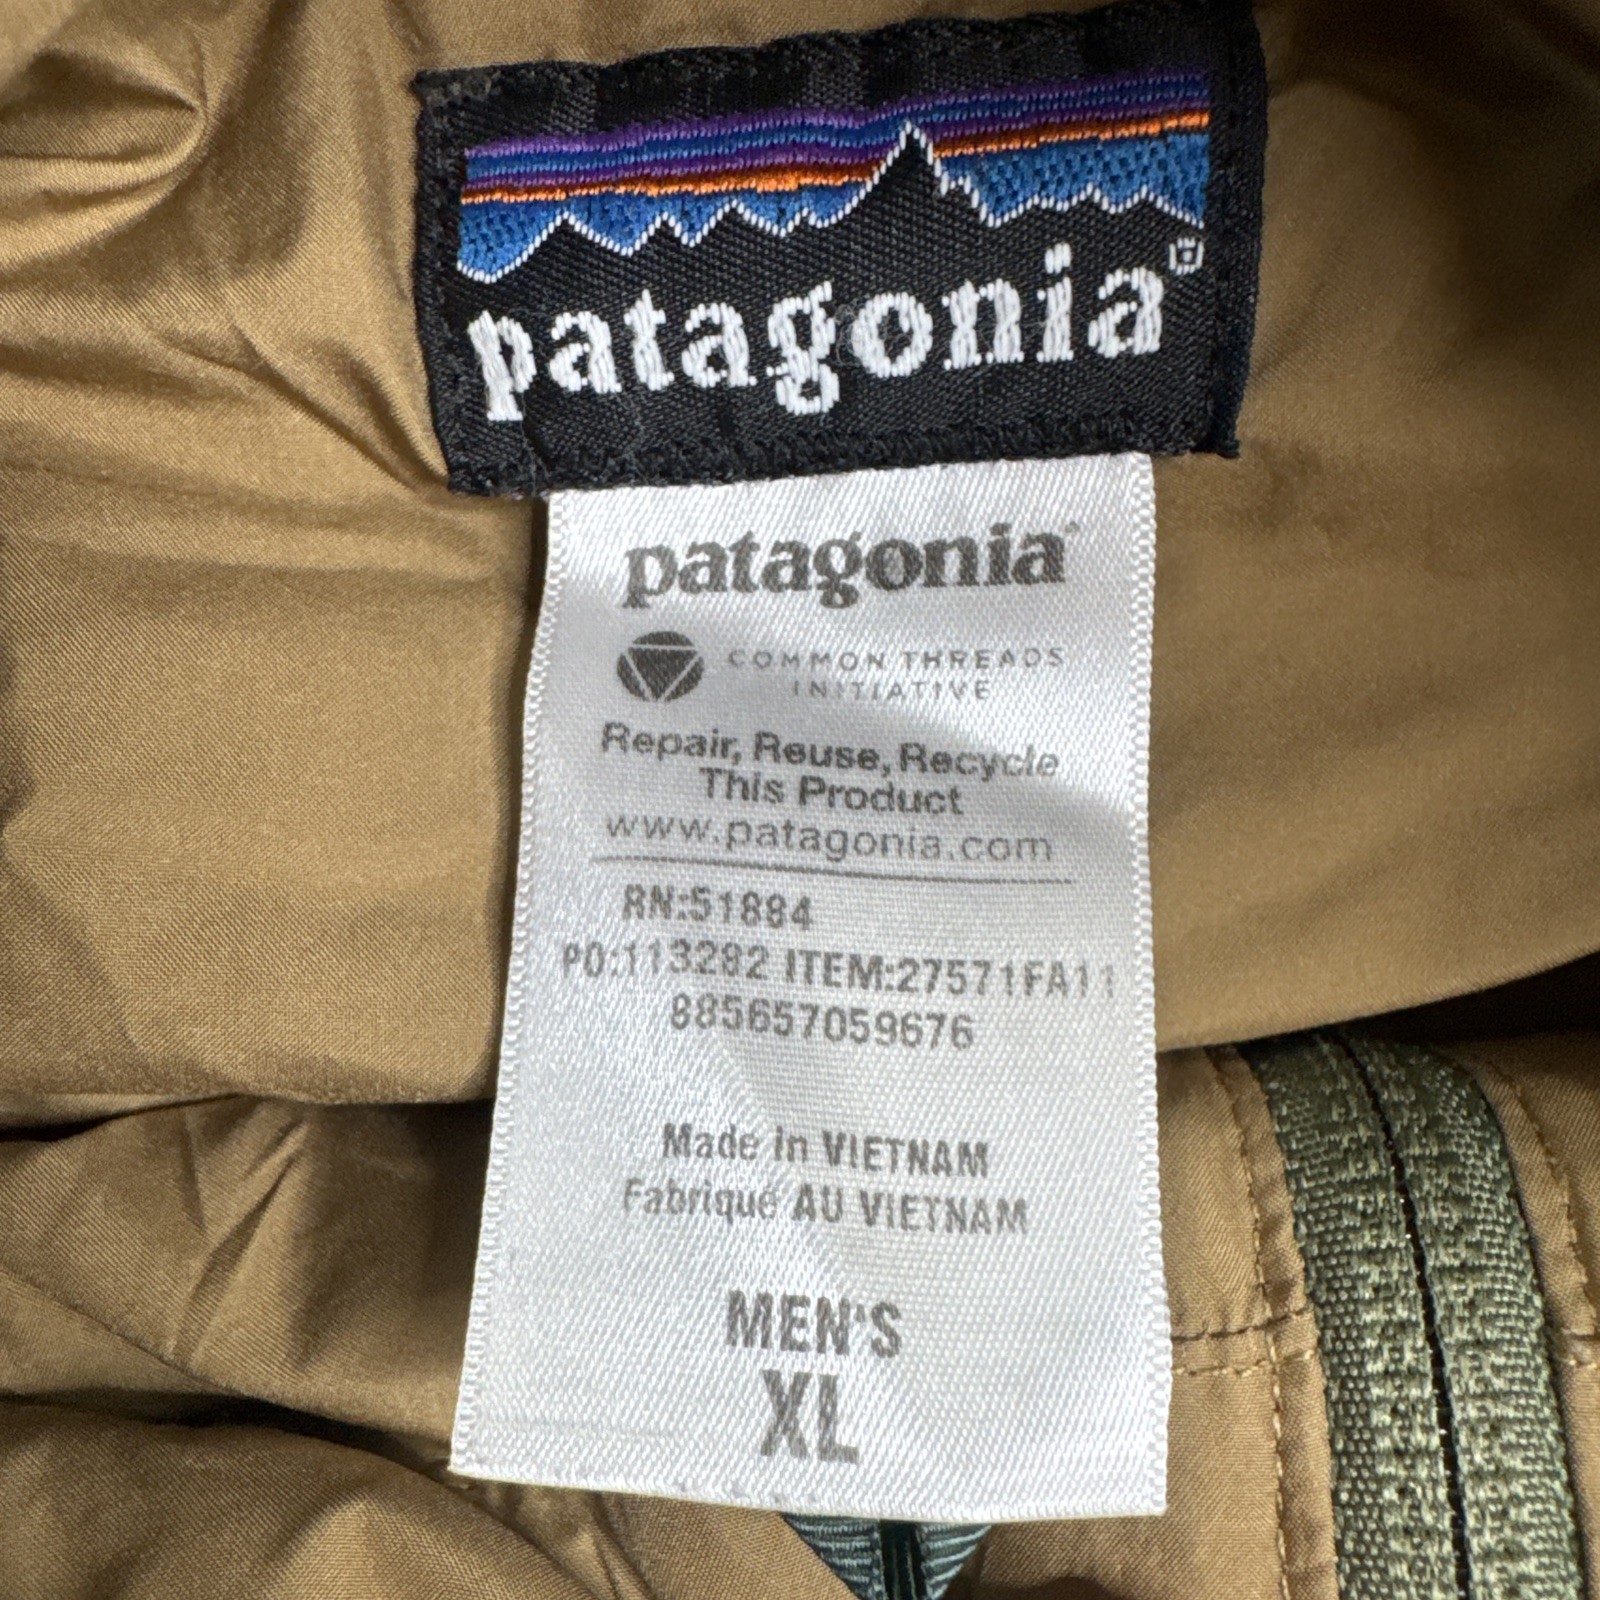 patagonia®
patagonia®
COMMON THREADS
INITIATIVE
Repair, Reuse, Recycle
This Product
www.patagonia.com
RN:51884
PO:113282 ITEM:27571FA11
885657059676
Made in VIETNAM
Fabriqué AU VIETNAM
MEN'S
XL